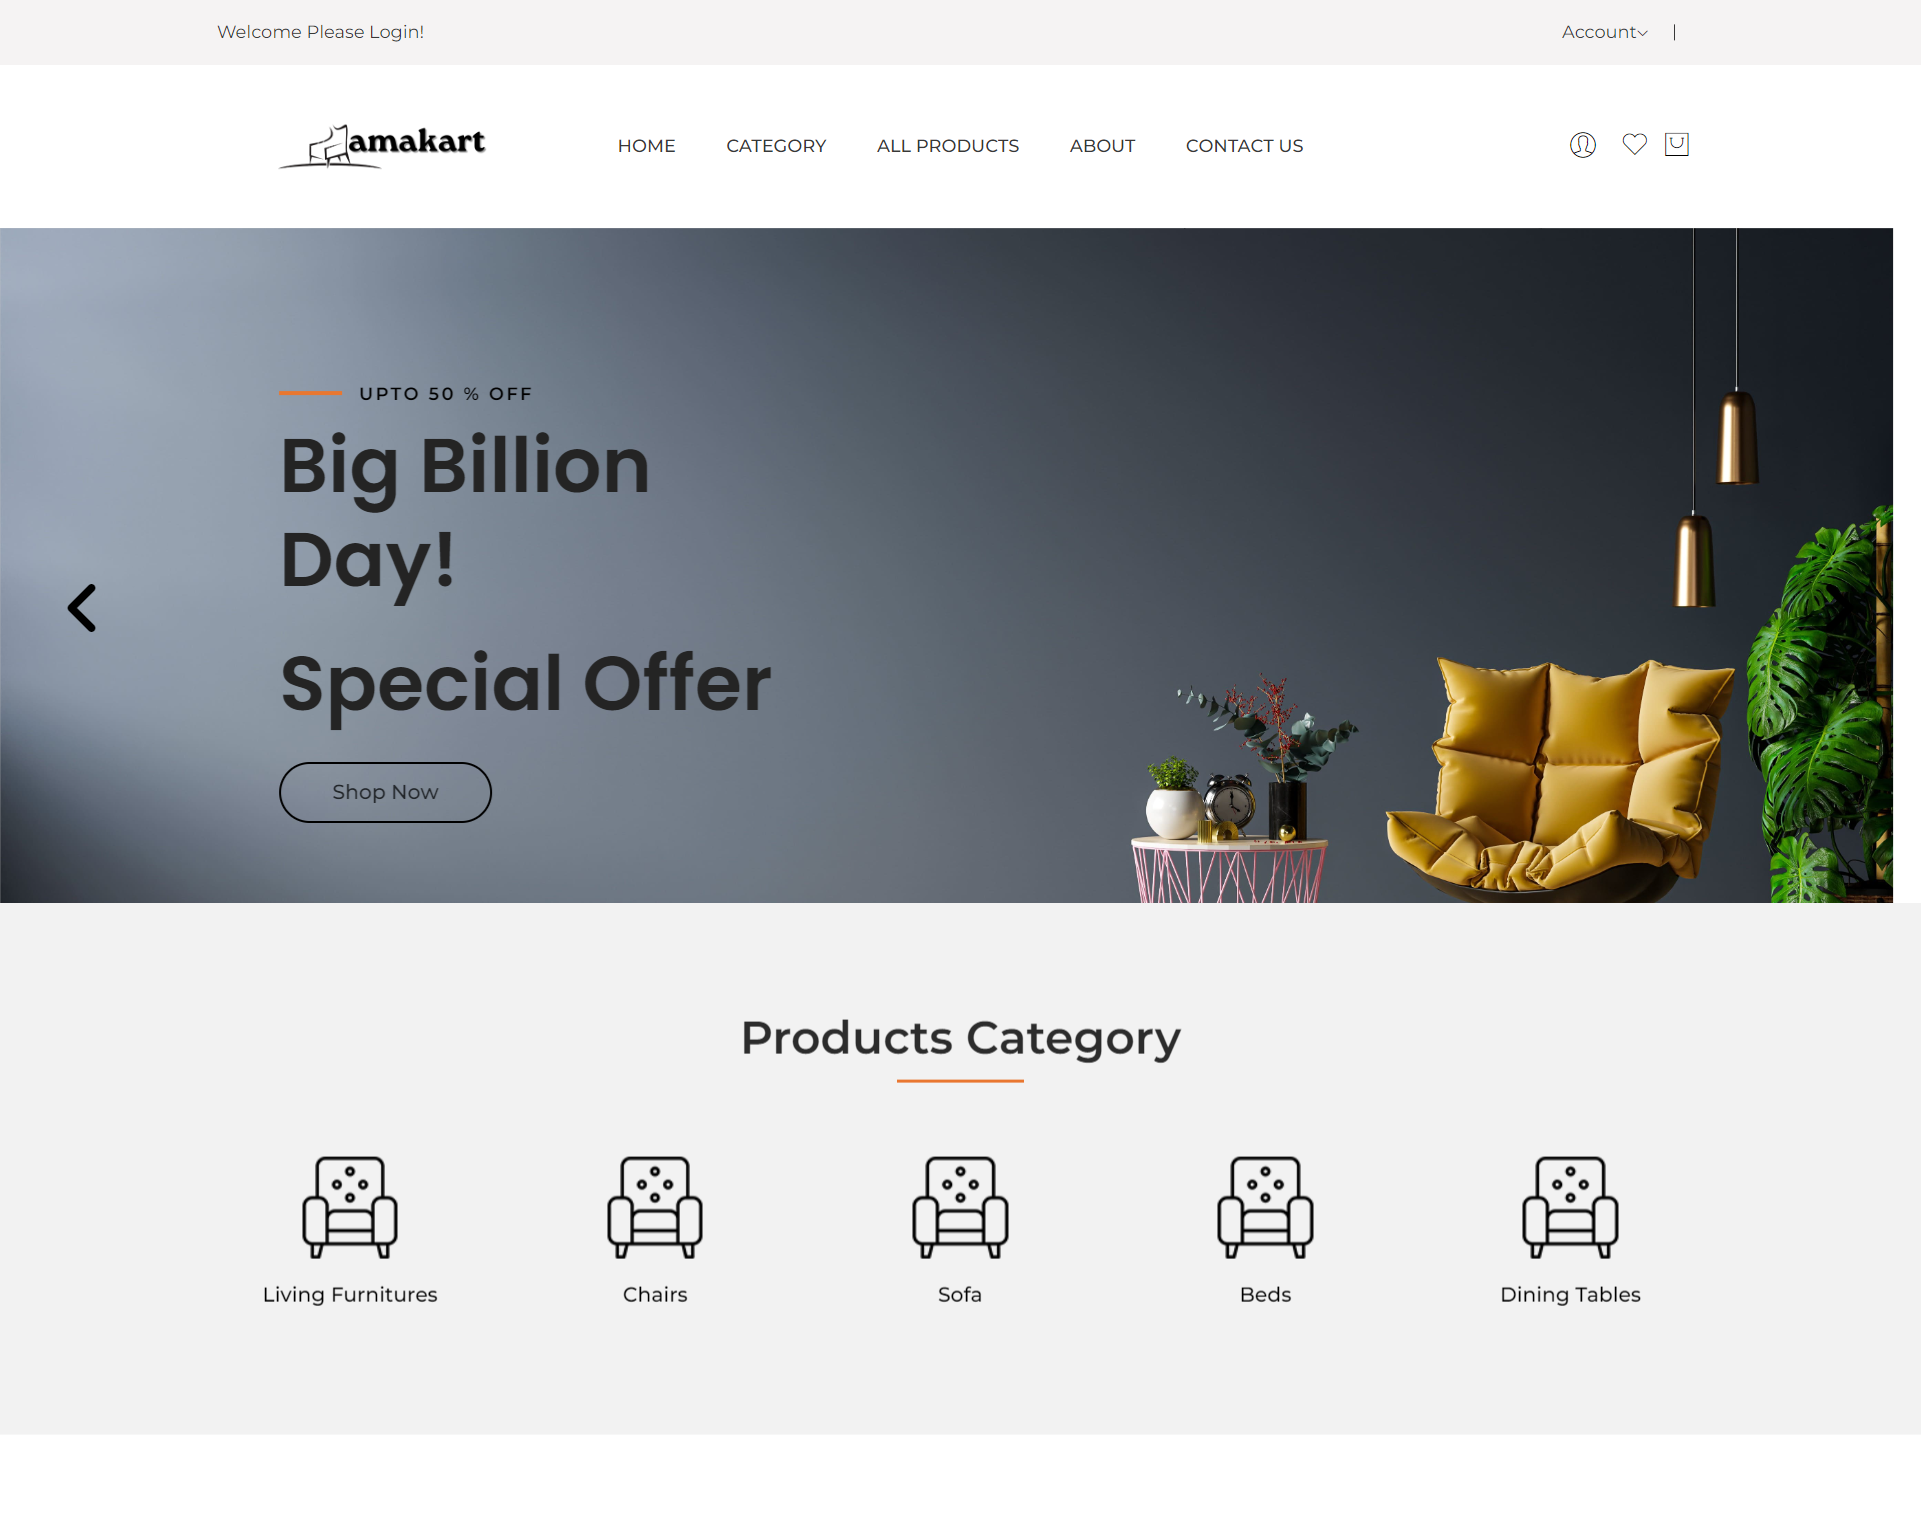 Welcome Please Login!
Account
amakart
HOME
CATEGORY
ALL PRODUCTS
ABOUT
CONTACT US
UPTO 50 % OFF
Big Billion
Day!
Special Offer
Shop Now
Products Category
Living Furnitures
Chairs
Sofa
Beds
Dining Tables